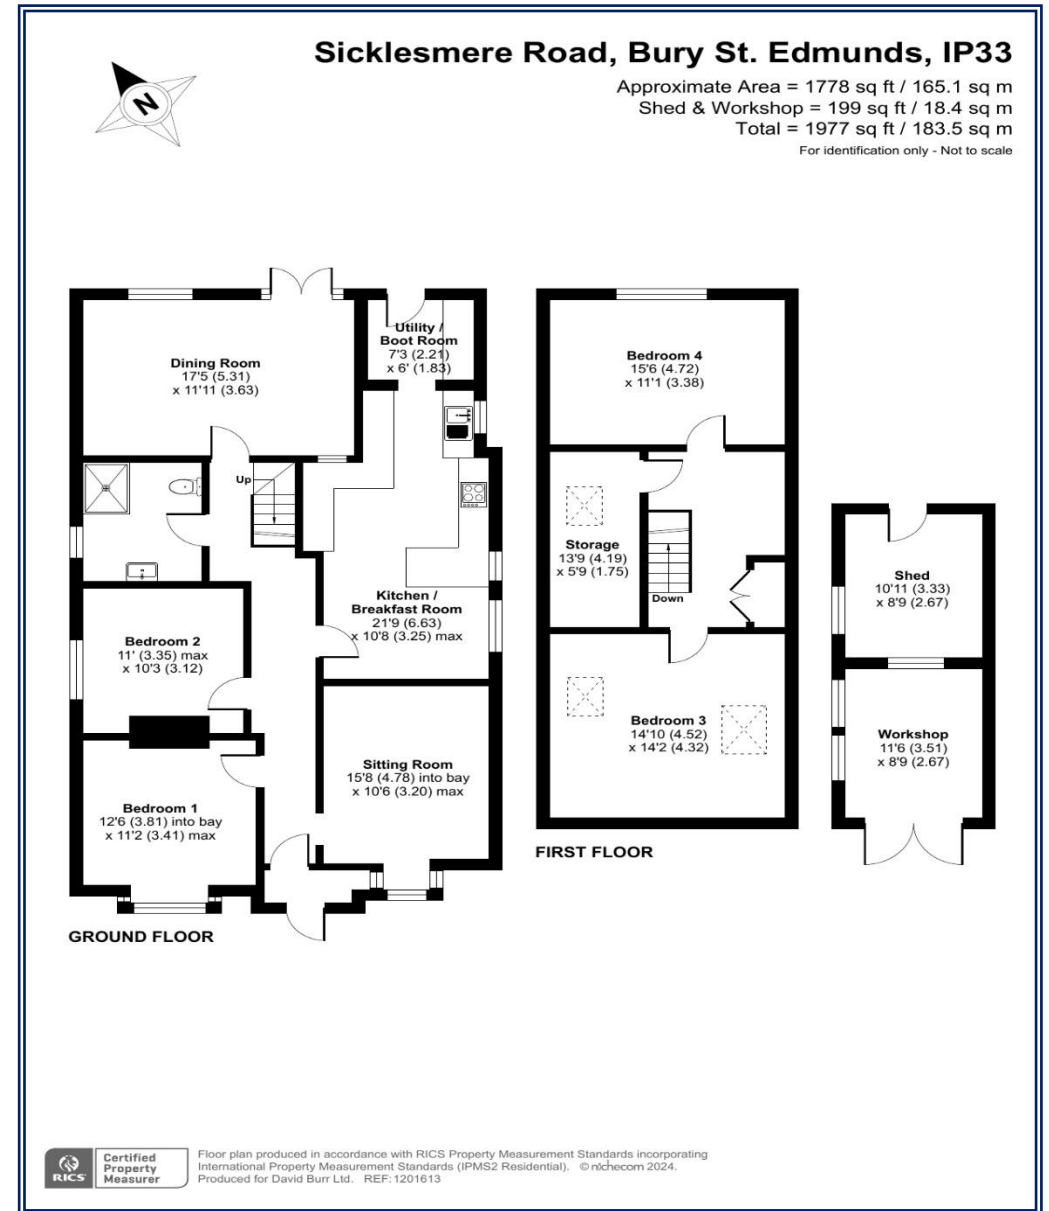 Sicklesmere Road, Bury St. Edmunds, IP33
Approximate Area = 1778 sq ft / 165.1 sq m
Shed & Workshop = 199 sq ft / 18.4 sq m
Total = 1977 sq ft / 183.5 sq m
For identification only - Not to scale
N
Dining Room
17'5 (5.31)
x 11'11 (3.63)
Utility /
Boot Room
7'3 (2.21)
x 6' (1.83)
Up
Kitchen /
Breakfast Room
21'9 (6.63)
x 10'8 (3.25) max
Bedroom 2
11' (3.35) max
x 10'3 (3.12)
Sitting Room
15'8 (4.78) into bay
x 10'6 (3.20) max
Bedroom 1
12'6 (3.81) into bay
x 11'2 (3.41) max
GROUND FLOOR
Bedroom 4
15'6 (4.72)
x 11'1 (3.38)
Storage
13'9 (4.19)
x 5'9 (1.75)
Down
Bedroom 3
14'10 (4.52)
x 14'2 (4.32)
FIRST FLOOR
Shed
10'11 (3.33)
x 8'9 (2.67)
Workshop
11'6 (3.51)
x 8'9 (2.67)
RICS
Certified
Property
Measurer
Floor plan produced in accordance with RICS Property Measurement Standards incorporating
International Property Measurement Standards (IPMS2 Residential). © nichecom 2024.
Produced for David Burr Ltd. REF: 1201613